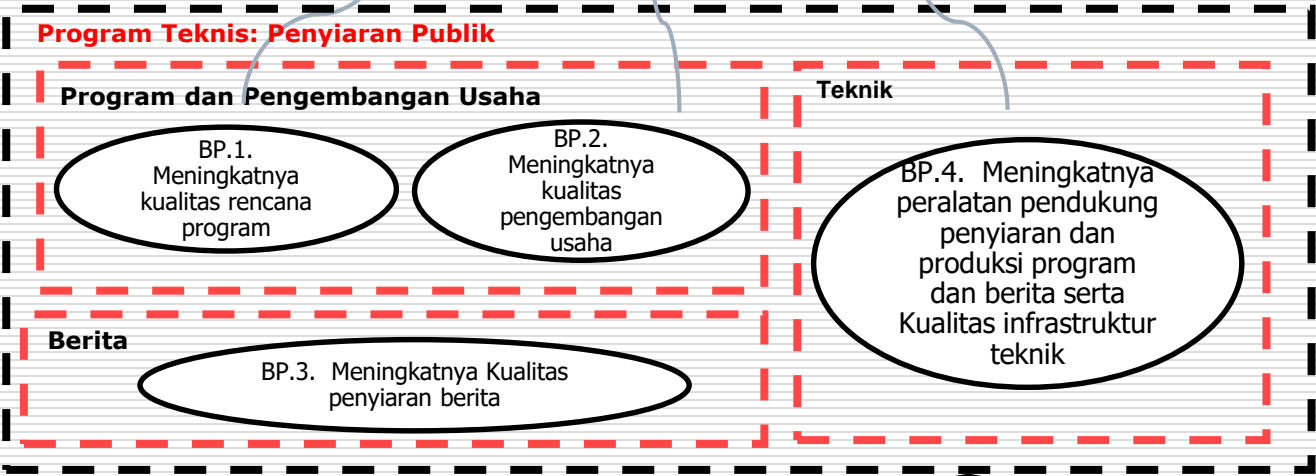 Program Teknis: Penyiaran Publik
Program dan Pengembangan Usaha
BP.1.
Meningkatnya
kualitas rencana
program
BP.2.
Meningkatnya
kualitas
pengembangan
usaha
Berita
BP.3. Meningkatnya Kualitas
penyiaran berita
Teknik
BP.4. Meningkatnya
peralatan pendukung
penyiaran dan
produksi program
dan berita serta
Kualitas infrastruktur
teknik